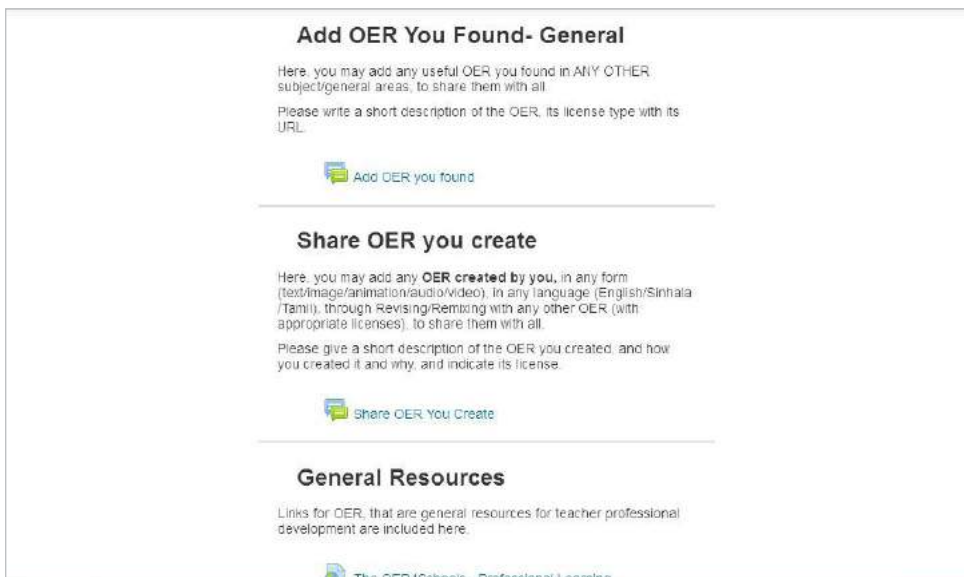 Add OER You Found- General
Here, you may add any useful OER you found in ANY OTHER
subject/general areas, to share them with all.
Please write a short description of the OER, its license type with its
URL.
Add OER you found
Share OER you create
Here, you may add any OER created by you, in any form
(text/image/animation/audio/video), in any language (English/Sinhala
/Tamil), through Revising/Remixing with any other OER (with
appropriate licenses), to share them with all.
Please give a short description of the OER you created, and how
you created it and why, and indicate its license.
Share OER You Create
General Resources
Links for OER, that are general resources for teacher professional
development are included here.
The OER4Schools - Professional Learning